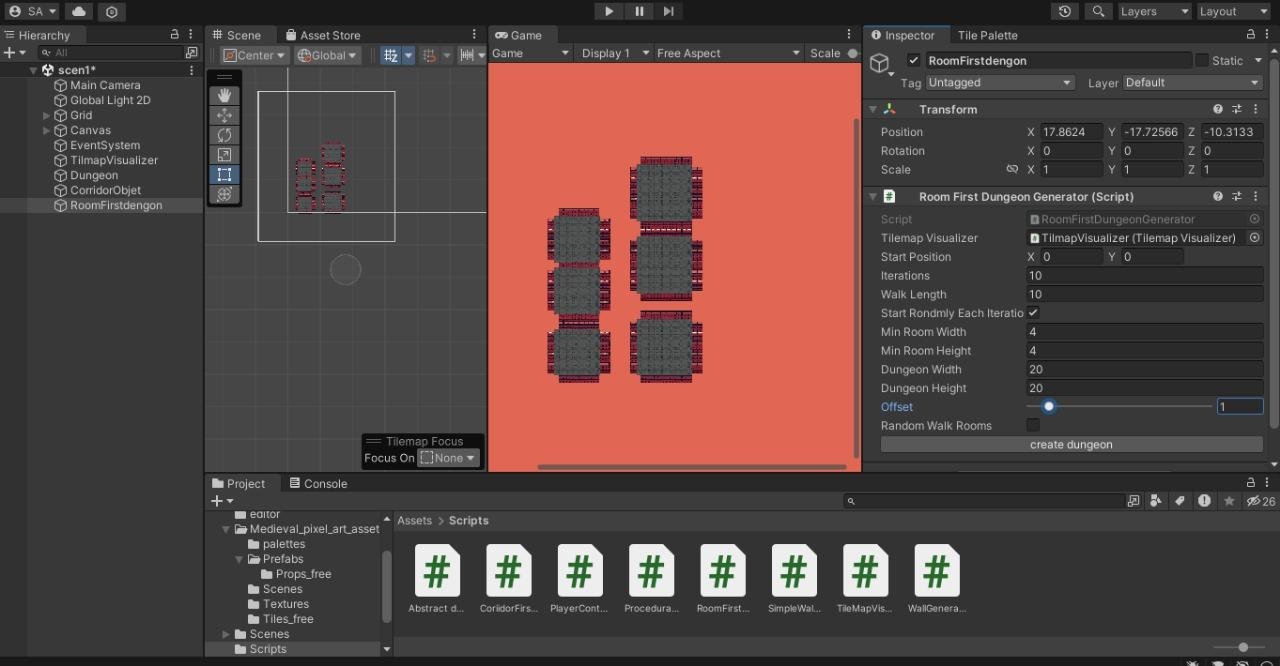 SA
Layers
Layout
Hierarchy
All
scen1*
Main Camera
Global Light 2D
Grid
Canvas
EventSystem
TilmapVisualizer
Dungeon
CorridorObjet
RoomFirstdengon
Scene
Asset Store
Center
Global
Tilemap Focus
Focus On
None
Game
Game
Display 1
Free Aspect
Scale
Inspector
Tile Palette
RoomFirstdengon
Static
Tag
Untagged
Layer
Default
Transform
Position X 17.8624 Y -17.72566 Z -10.3133
Rotation X 0 Y 0 Z 0
Scale X 1 Y 1 Z 1
Room First Dungeon Generator (Script)
Script RoomFirstDungeonGenerator
Tilemap Visualizer TilmapVisualizer (Tilemap Visualizer)
Start Position X 0 Y 0
Iterations 10
Walk Length 10
Start Rondmly Each Iteratio
Min Room Width 4
Min Room Height 4
Dungeon Width 20
Dungeon Height 20
Offset 1
Random Walk Rooms
create dungeon
Project
Console
26
editor
Medieval_pixel_art_asset
palettes
Prefabs
Props_free
Scenes
Textures
Tiles_free
Scenes
Scripts
Assets > Scripts
Abstract d...
CoriidorFirs...
PlayerCont...
Procedura...
RoomFirst...
SimpleWal...
TileMapVis...
WallGenera...